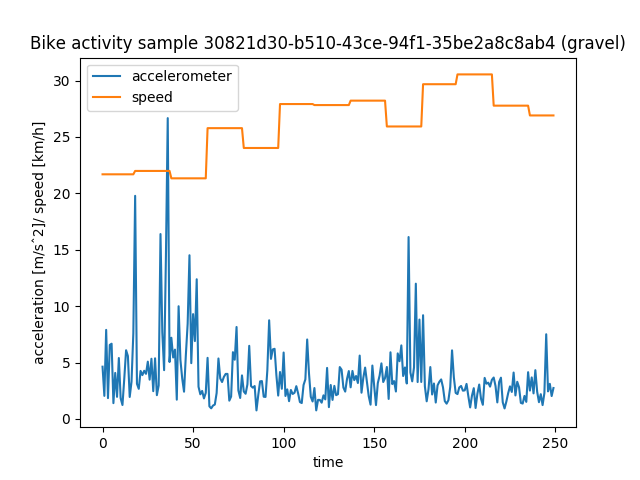 Bike activity sample 30821d30-b510-43ce-94f1-35be2a8c8ab4 (gravel)
accelerometer
speed
30
25
20
15
10
5
0
acceleration [m/s^2]/ speed [km/h]
0 50 100 150 200 250
time